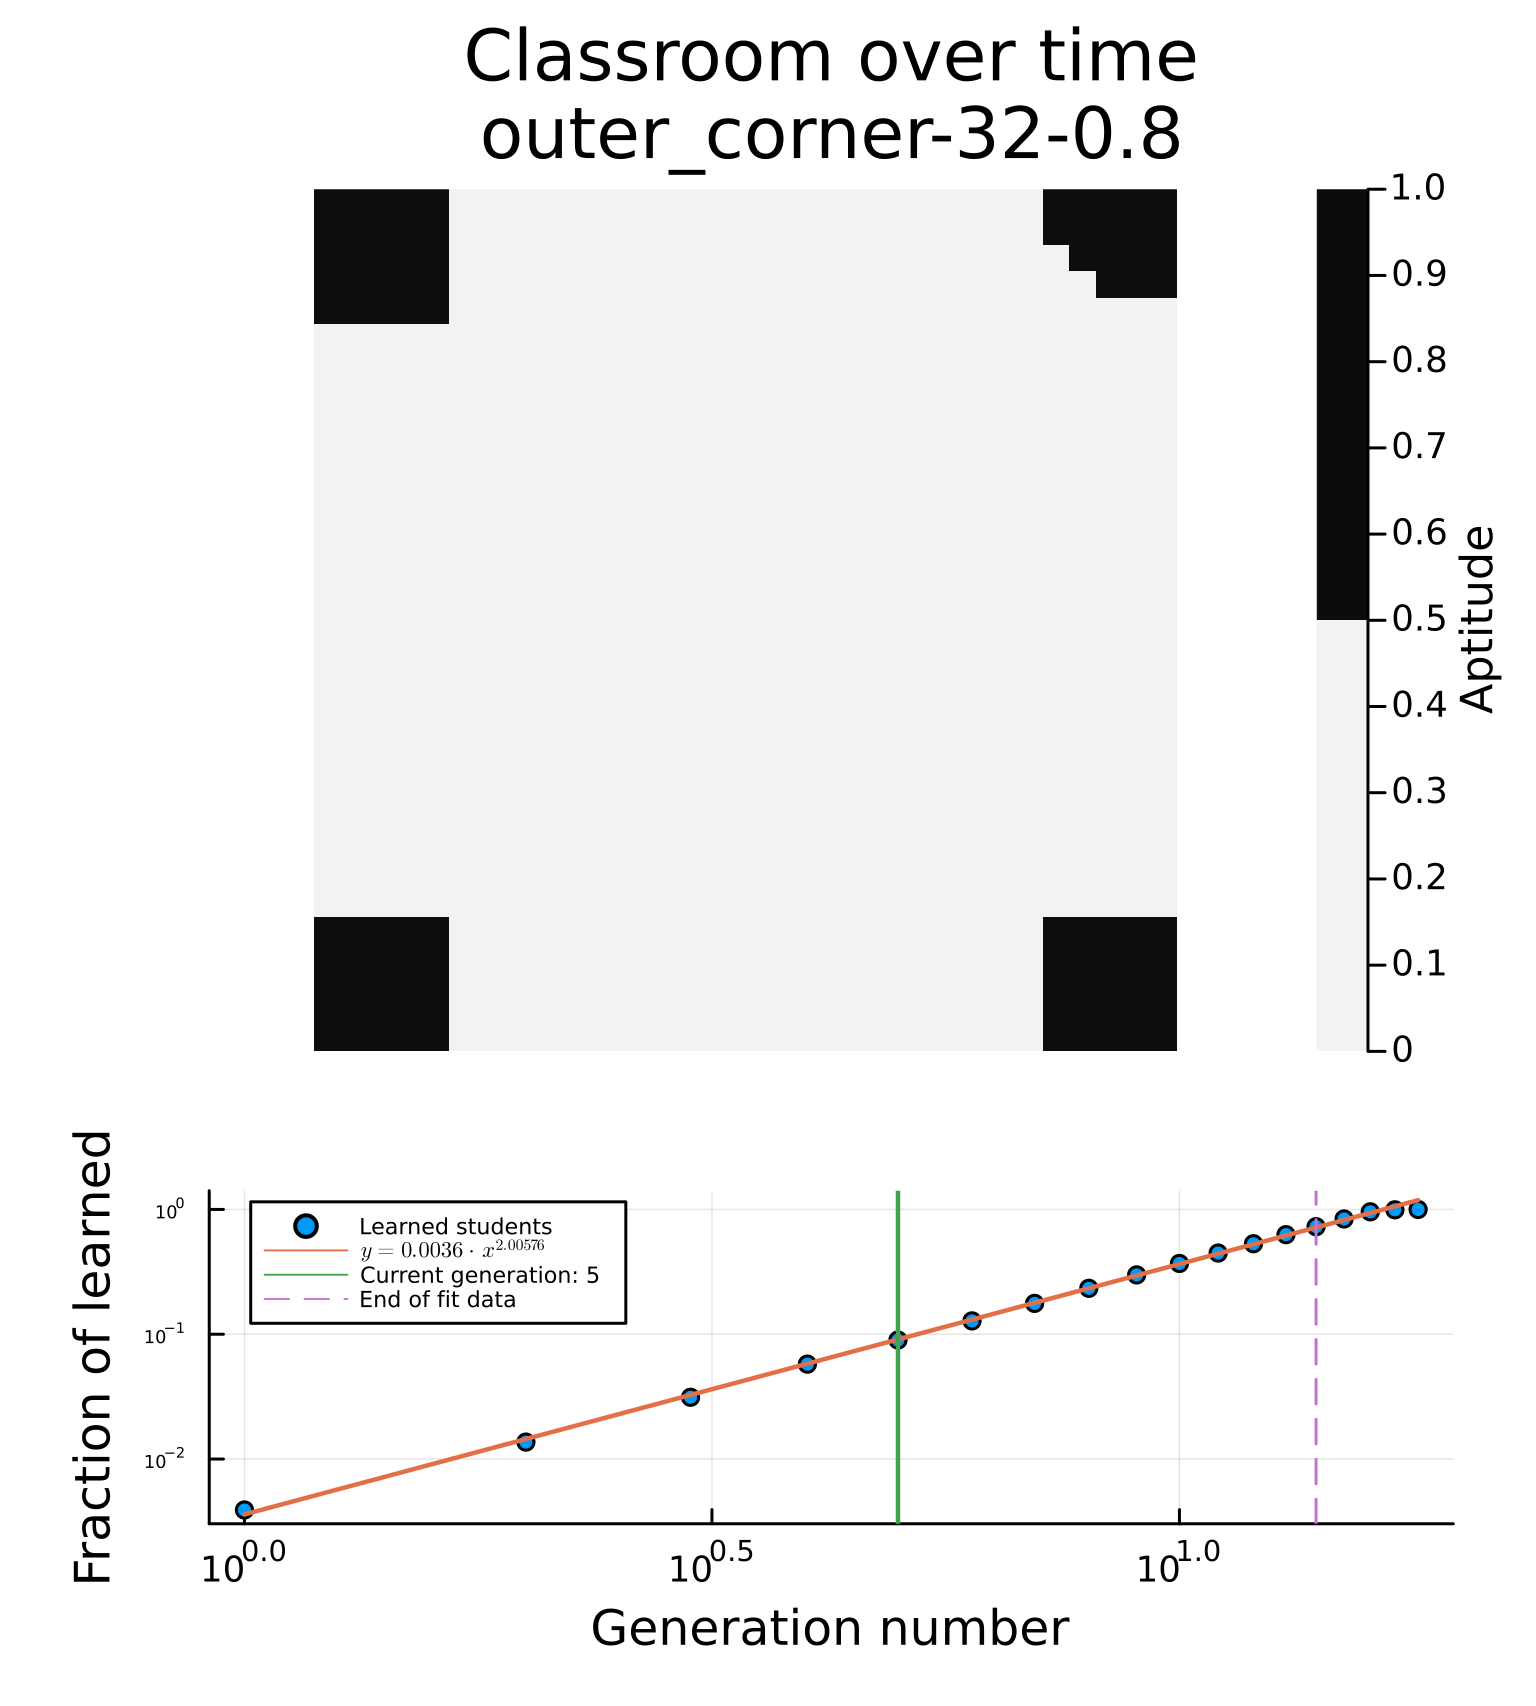 Classroom over time
outer_corner-32-0.8
1.0
0.9
0.8
0.7
0.6
0.5
0.4
0.3
0.2
0.1
0
Aptitude
Fraction of learned
10^0
10^-1
10^-2
Learned students
y = 0.0036 · x^2.00576
Current generation: 5
End of fit data
10^0.0
10^0.5
10^1.0
Generation number